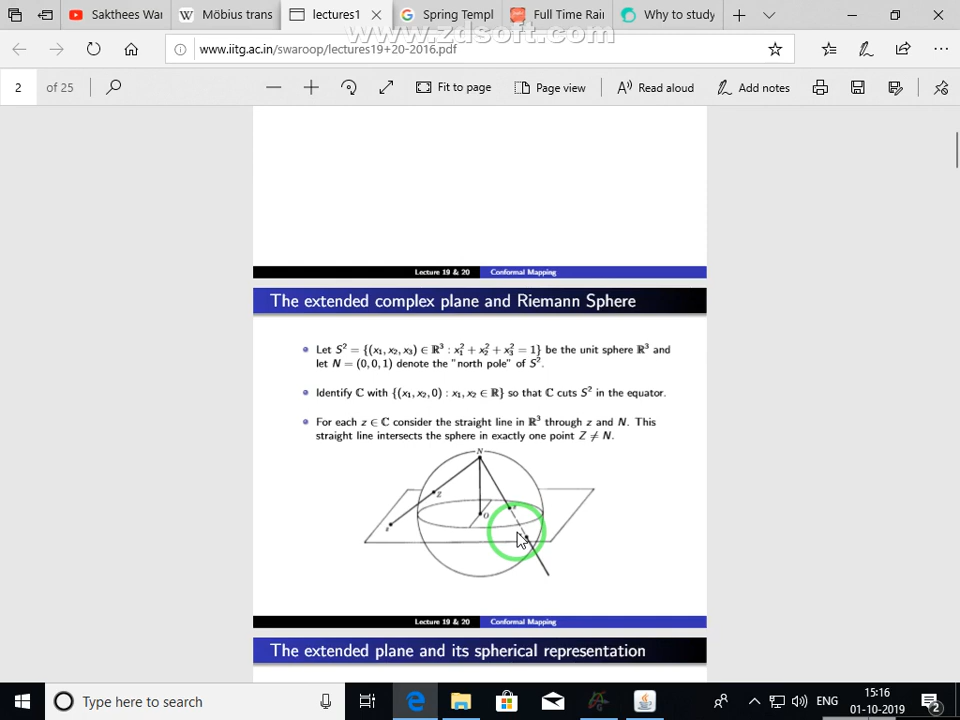 Sakthees War
Möbius trans
lectures1
Spring Templ
Full Time Rai
Why to study
www.zdsoft.com
www.iitg.ac.in/swaroop/lectures19+20-2016.pdf
2 of 25
Fit to page
Page view
Read aloud
Add notes
Lecture 19 & 20 Conformal Mapping
The extended complex plane and Riemann Sphere
Let S² = {(x₁, x₂, x₃) ∈ ℝ³ : x₁² + x₂² + x₃² = 1} be the unit sphere ℝ³ and
let N = (0, 0, 1) denote the "north pole" of S².
Identify ℂ with {(x₁, x₂, 0) : x₁, x₂ ∈ ℝ} so that ℂ cuts S² in the equator.
For each z ∈ ℂ consider the straight line in ℝ³ through z and N. This
straight line intersects the sphere in exactly one point Z ≠ N.
N
Z
O
z
Lecture 19 & 20 Conformal Mapping
The extended plane and its spherical representation
Type here to search
ENG
15:16
01-10-2019
2